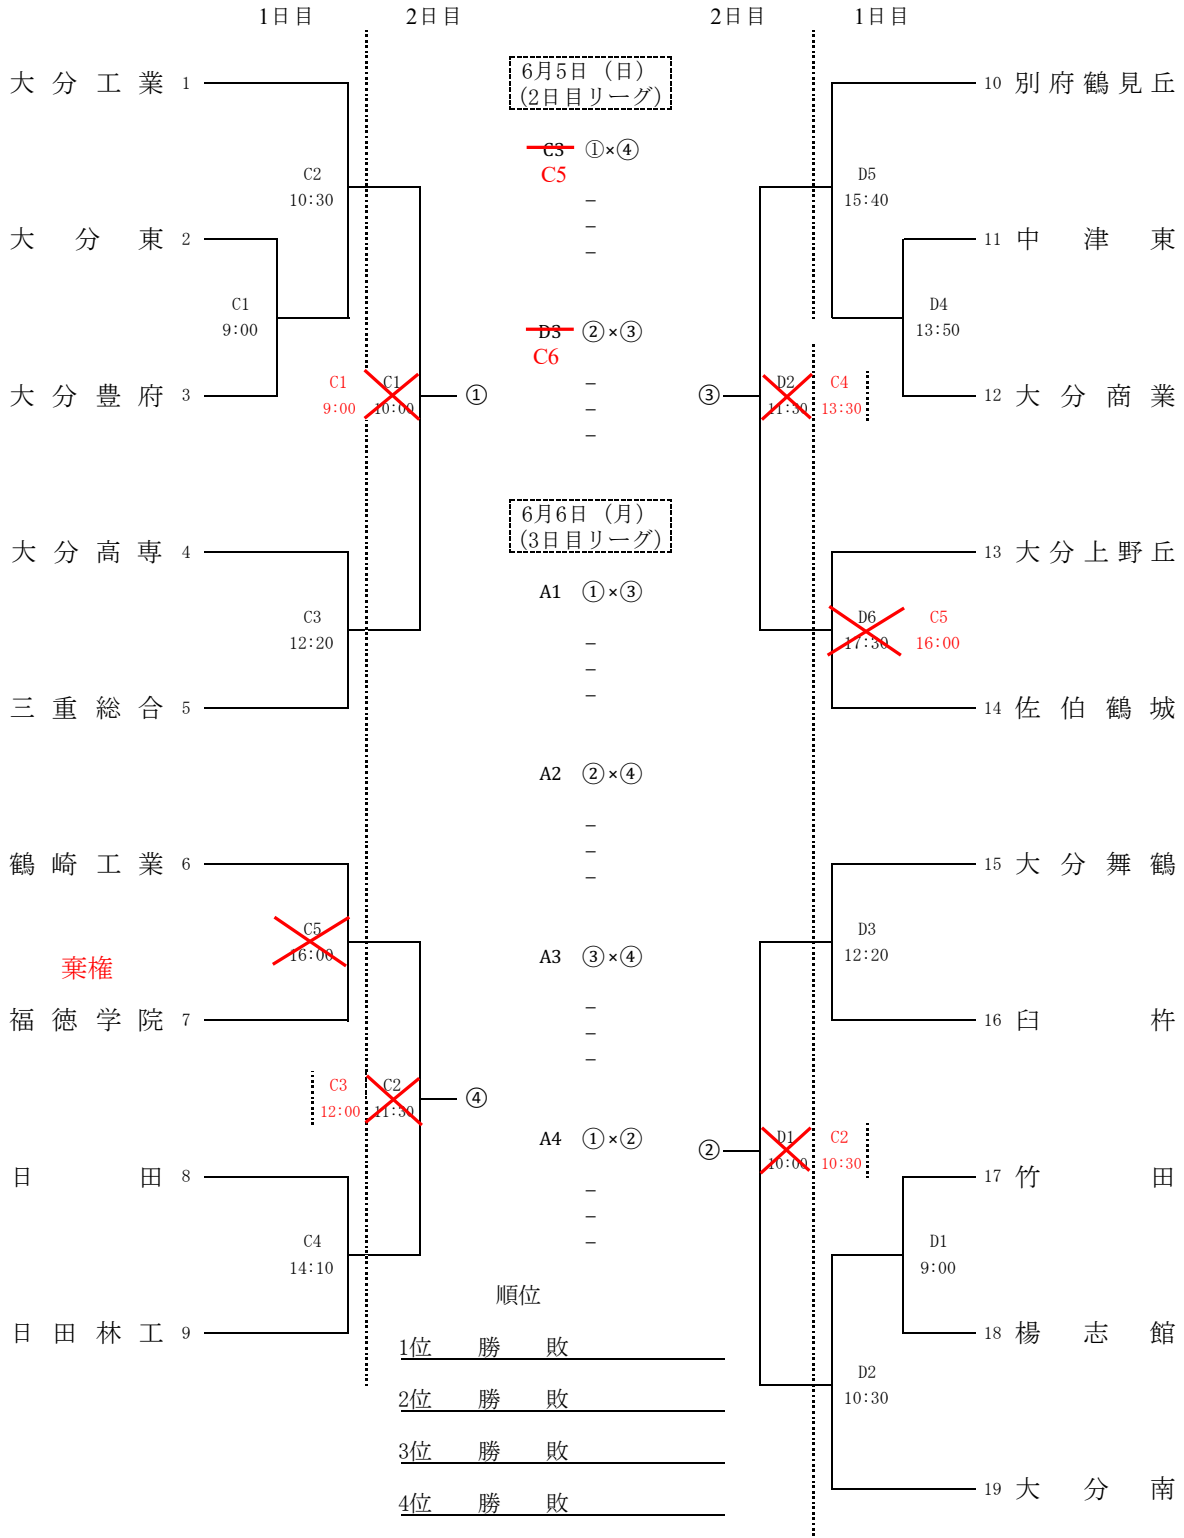 1日目 2日目 2日目 1日目
6月5日（日）
(2日目リーグ)
大分工業 1
10 別府鶴見丘
C3 ①×④
C5
C2
10:30
D5
15:40
–
–
–
大分東 2
11 中津東
C1
9:00
D4
13:50
D3 ②×③
C6
–
–
–
大分豊府 3
C1
9:00
C1
10:00
①
③
D2
11:30
C4
13:30
12 大分商業
6月6日（月）
(3日目リーグ)
大分高専 4
13 大分上野丘
A1 ①×③
C3
12:20
D6
17:30
C5
16:00
–
–
–
三重総合 5
14 佐伯鶴城
A2 ②×④
–
–
–
鶴崎工業 6
15 大分舞鶴
C5
16:00
D3
12:20
A3 ③×④
棄権
–
–
–
福徳学院 7
16 臼杵
C3
12:00
C2
11:30
④
A4 ①×②
②
D1
10:00
C2
10:30
日田 8
17 竹田
–
–
–
C4
14:10
D1
9:00
順位
日田林工 9
18 楊志館
1位 勝 敗
D2
10:30
2位 勝 敗
3位 勝 敗
19 大分南
4位 勝 敗